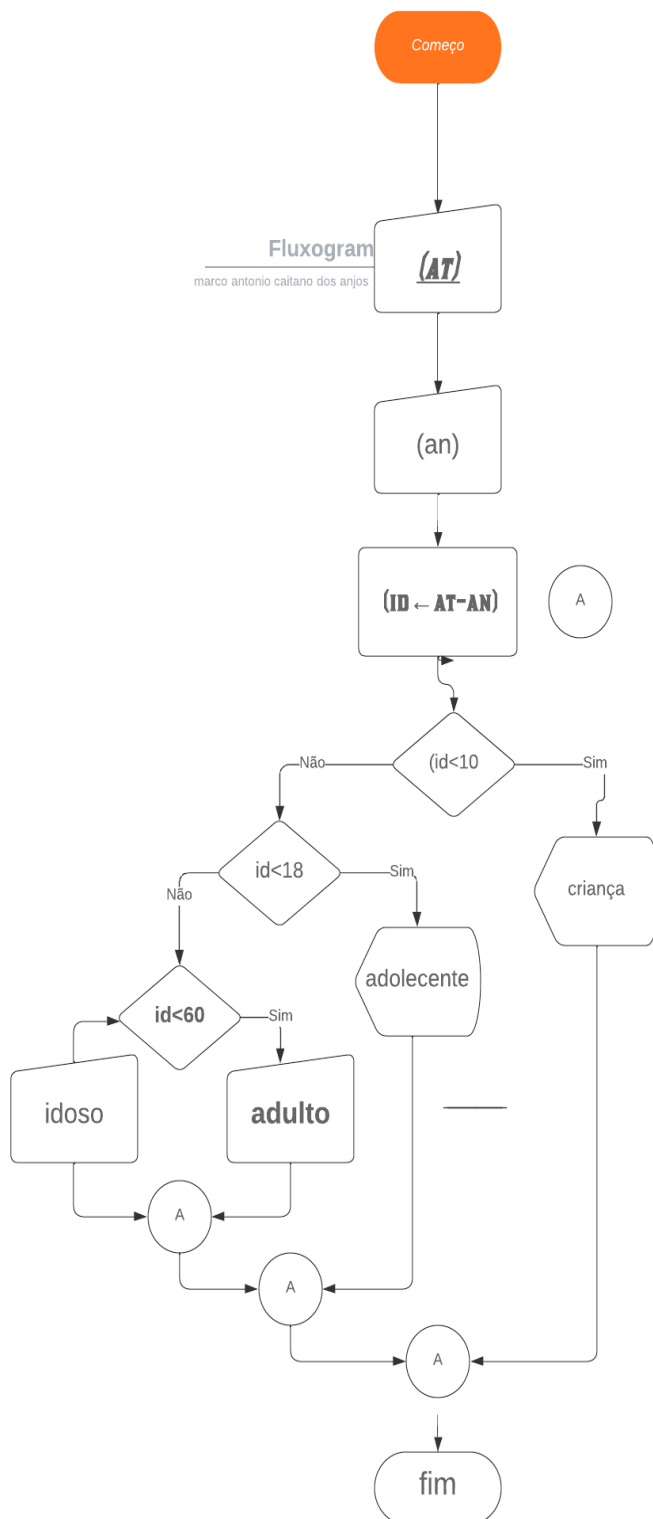 Começo
Fluxogram
marco antonio caitano dos anjos
(AT)
(an)
(ID ← AT-AN)
A
(id<10
Não
Sim
id<18
Não
Sim
criança
adolecente
id<60
Sim
idoso
adulto
A
A
A
fim